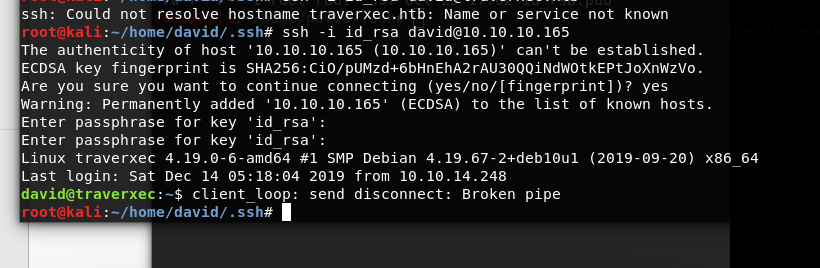 ssh: Could not resolve hostname traverxec.htb: Name or service not known
root@kali:~/home/david/.ssh# ssh -i id_rsa david@10.10.10.165
The authenticity of host '10.10.10.165 (10.10.10.165)' can't be established.
ECDSA key fingerprint is SHA256:CiO/pUMzd+6bHnEhA2rAU30QQiNdWOtkEPtJoXnWzVo.
Are you sure you want to continue connecting (yes/no/[fingerprint])? yes
Warning: Permanently added '10.10.10.165' (ECDSA) to the list of known hosts.
Enter passphrase for key 'id_rsa':
Enter passphrase for key 'id_rsa':
Linux traverxec 4.19.0-6-amd64 #1 SMP Debian 4.19.67-2+deb10u1 (2019-09-20) x86_64
Last login: Sat Dec 14 05:18:04 2019 from 10.10.14.248
david@traverxec:~$ client_loop: send disconnect: Broken pipe
root@kali:~/home/david/.ssh#